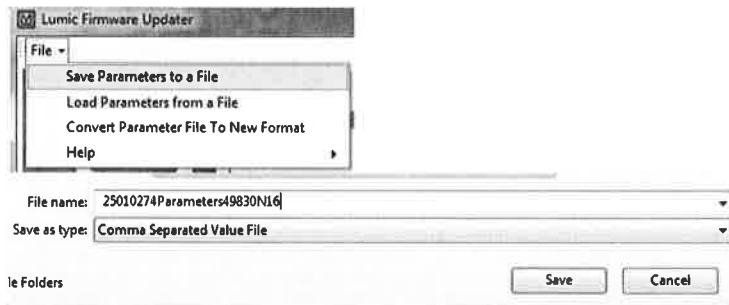 Lumic Firmware Updater
File
Save Parameters to a File
Load Parameters from a File
Convert Parameter File To New Format
Help
File name: 25010274Parameters49830N16
Save as type: Comma Separated Value File
le Folders
Save Cancel